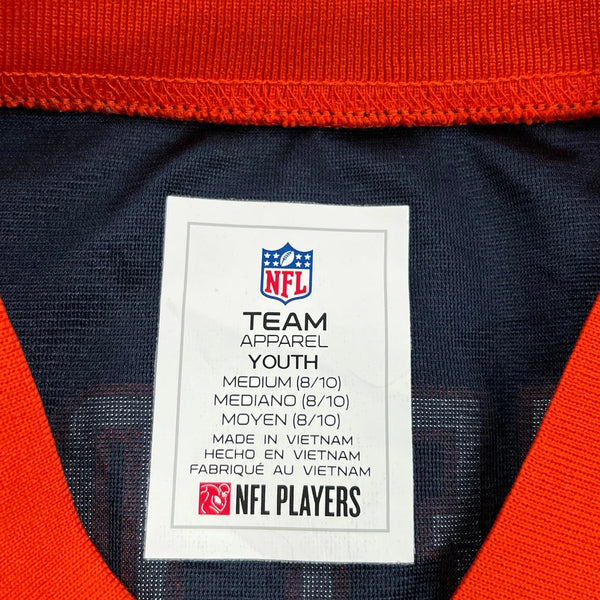 NFL
TEAM
APPAREL
YOUTH
MEDIUM (8/10)
MEDIANO (8/10)
MOYEN (8/10)
MADE IN VIETNAM
HECHO EN VIETNAM
FABRIQUÉ AU VIETNAM
NFL PLAYERS